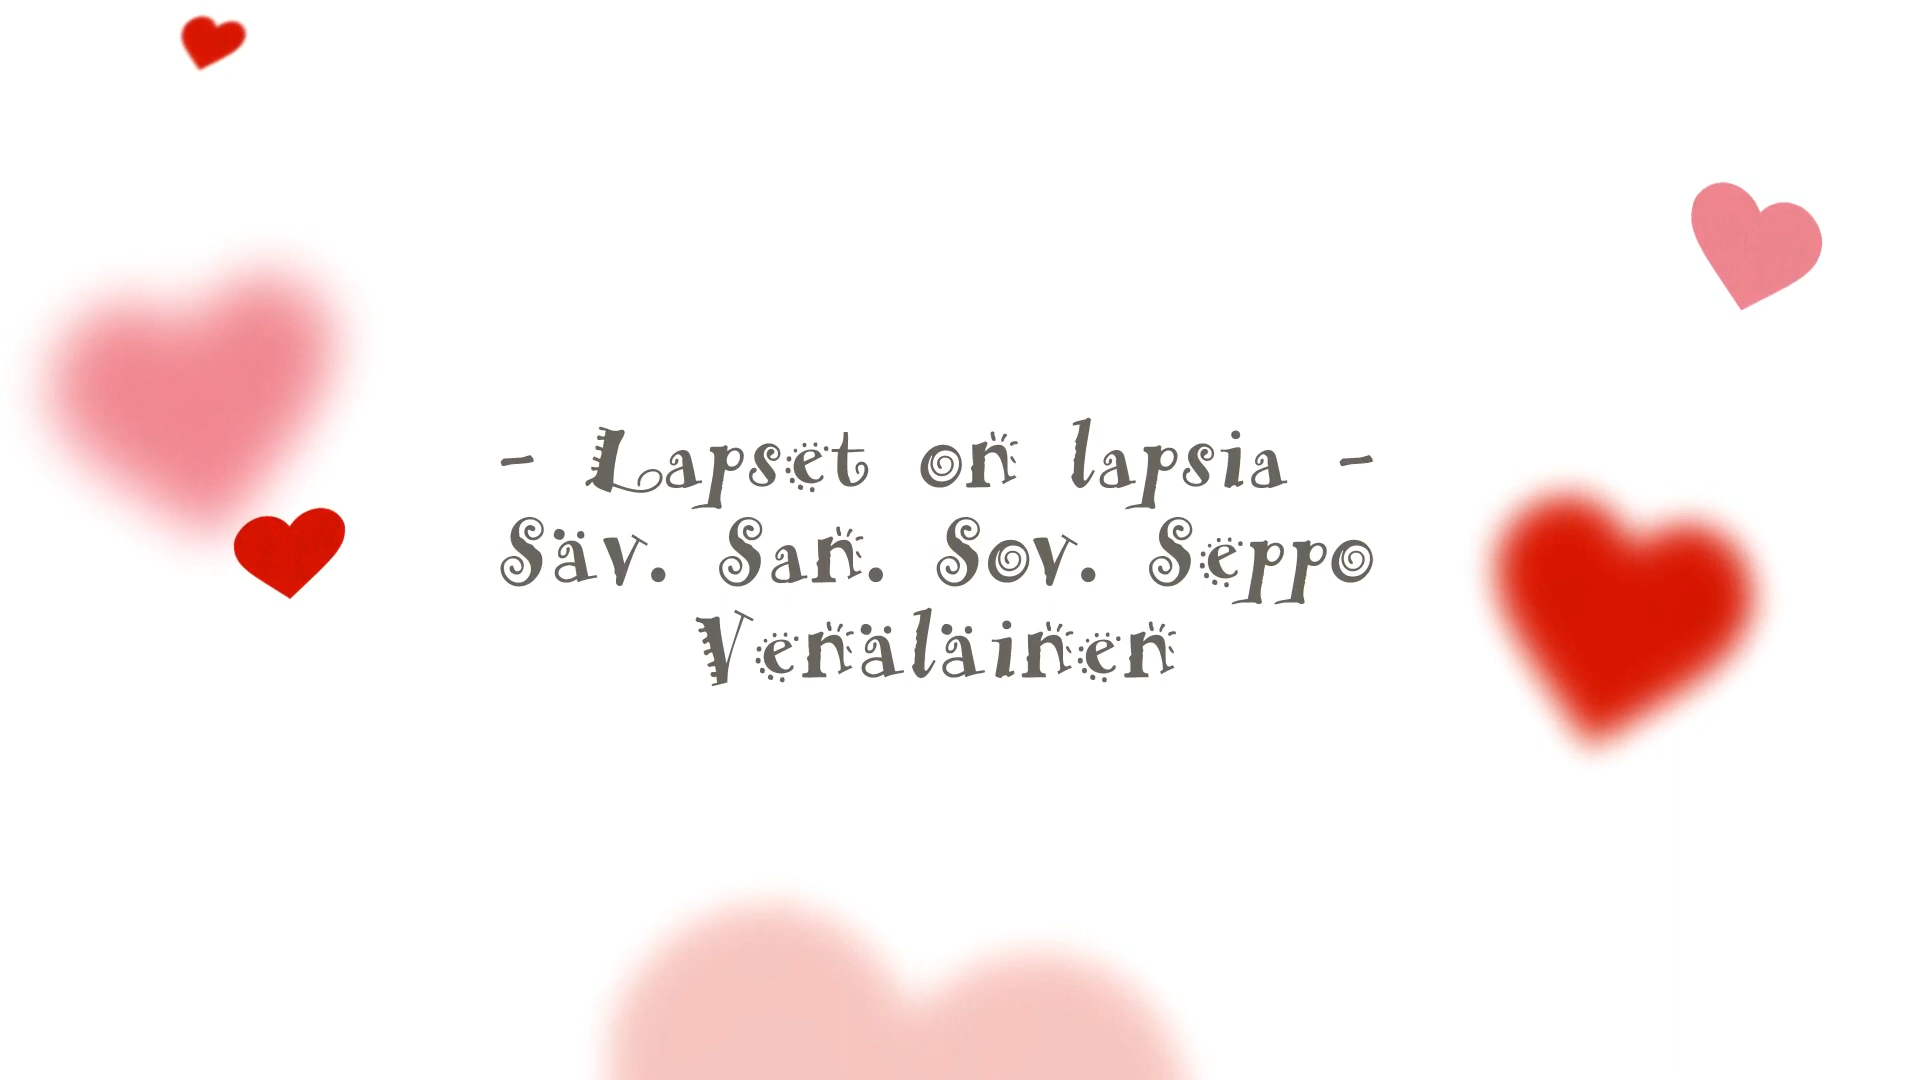 - Lapset on lapsia -
Säv. San. Sov. Seppo
Venäläinen